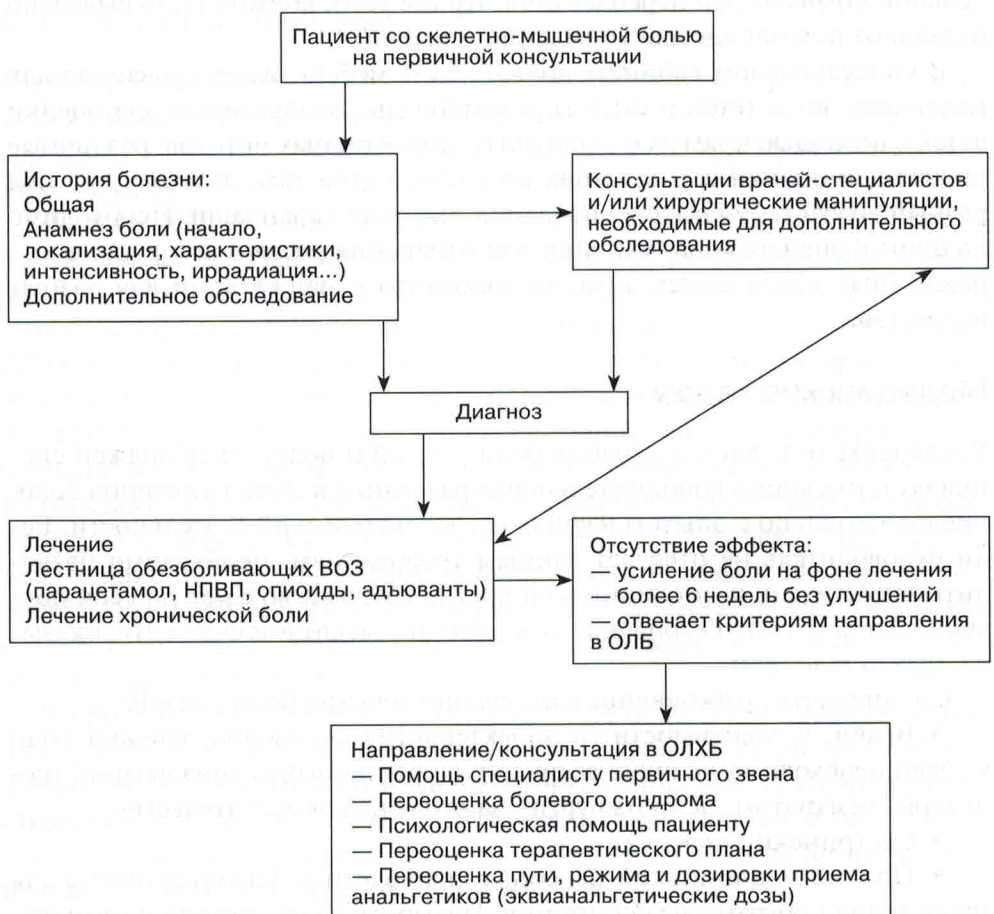 Пациент со скелетно-мышечной болью
на первичной консультации
История болезни:
Общая
Анамнез боли (начало,
локализация, характеристики,
интенсивность, иррадиация...)
Дополнительное обследование
Консультации врачей-специалистов
и/или хирургические манипуляции,
необходимые для дополнительного
обследования
Диагноз
Лечение
Лестница обезболивающих ВОЗ
(парацетамол, НПВП, опиоиды, адъюванты)
Лечение хронической боли
Отсутствие эффекта:
— усиление боли на фоне лечения
более 6 недель без улучшений
— отвечает критериям направления
в ОЛБ
Направление/консультация в ОЛХБ
— Помощь специалисту первичного звена
— Переоценка болевого синдрома
— Психологическая помощь пациенту
— Переоценка терапевтического плана
— Переоценка пути, режима и дозировки приема
анальгетиков (эквианальгетические дозы)